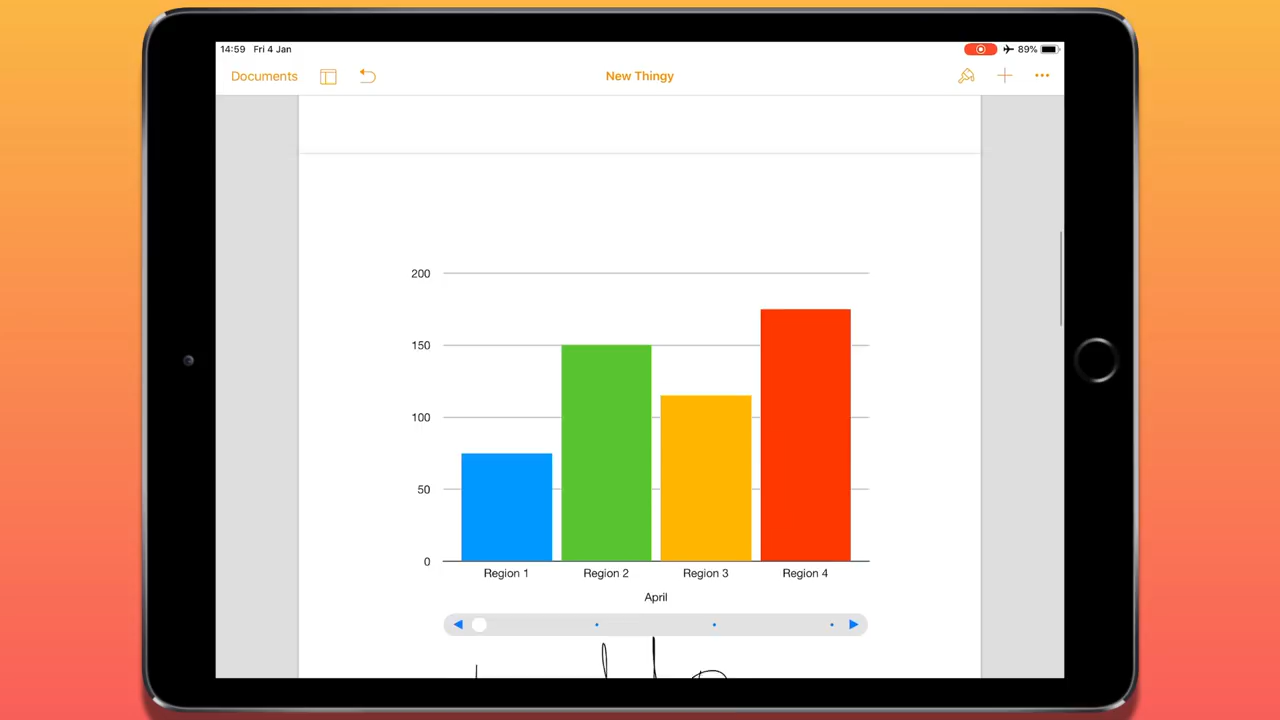 14:59 Fri 4 Jan 89%
Documents New Thingy
200
150
100
50
0
Region 1 Region 2 Region 3 Region 4
April